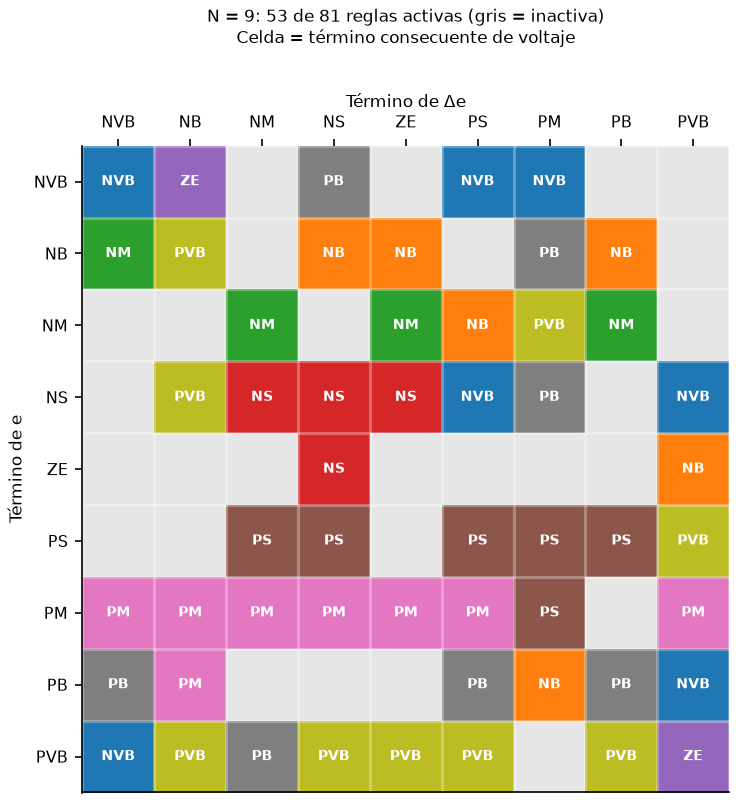 N = 9: 53 de 81 reglas activas (gris = inactiva)
Celda = término consecuente de voltaje
Término de Δe
NVB NB NM NS ZE PS PM PB PVB
NVB NVB ZE PB NVB NVB
NB NM PVB NB NB PB NB
NM NM NM NB PVB NM
NS PVB NS NS NS NVB PB NVB
ZE NS NB
PS PS PS PS PS PS PVB
PM PM PM PM PM PM PM PS PM
PB PB PM PB NB PB NVB
PVB NVB PVB PB PVB PVB PVB PVB ZE
Término de e